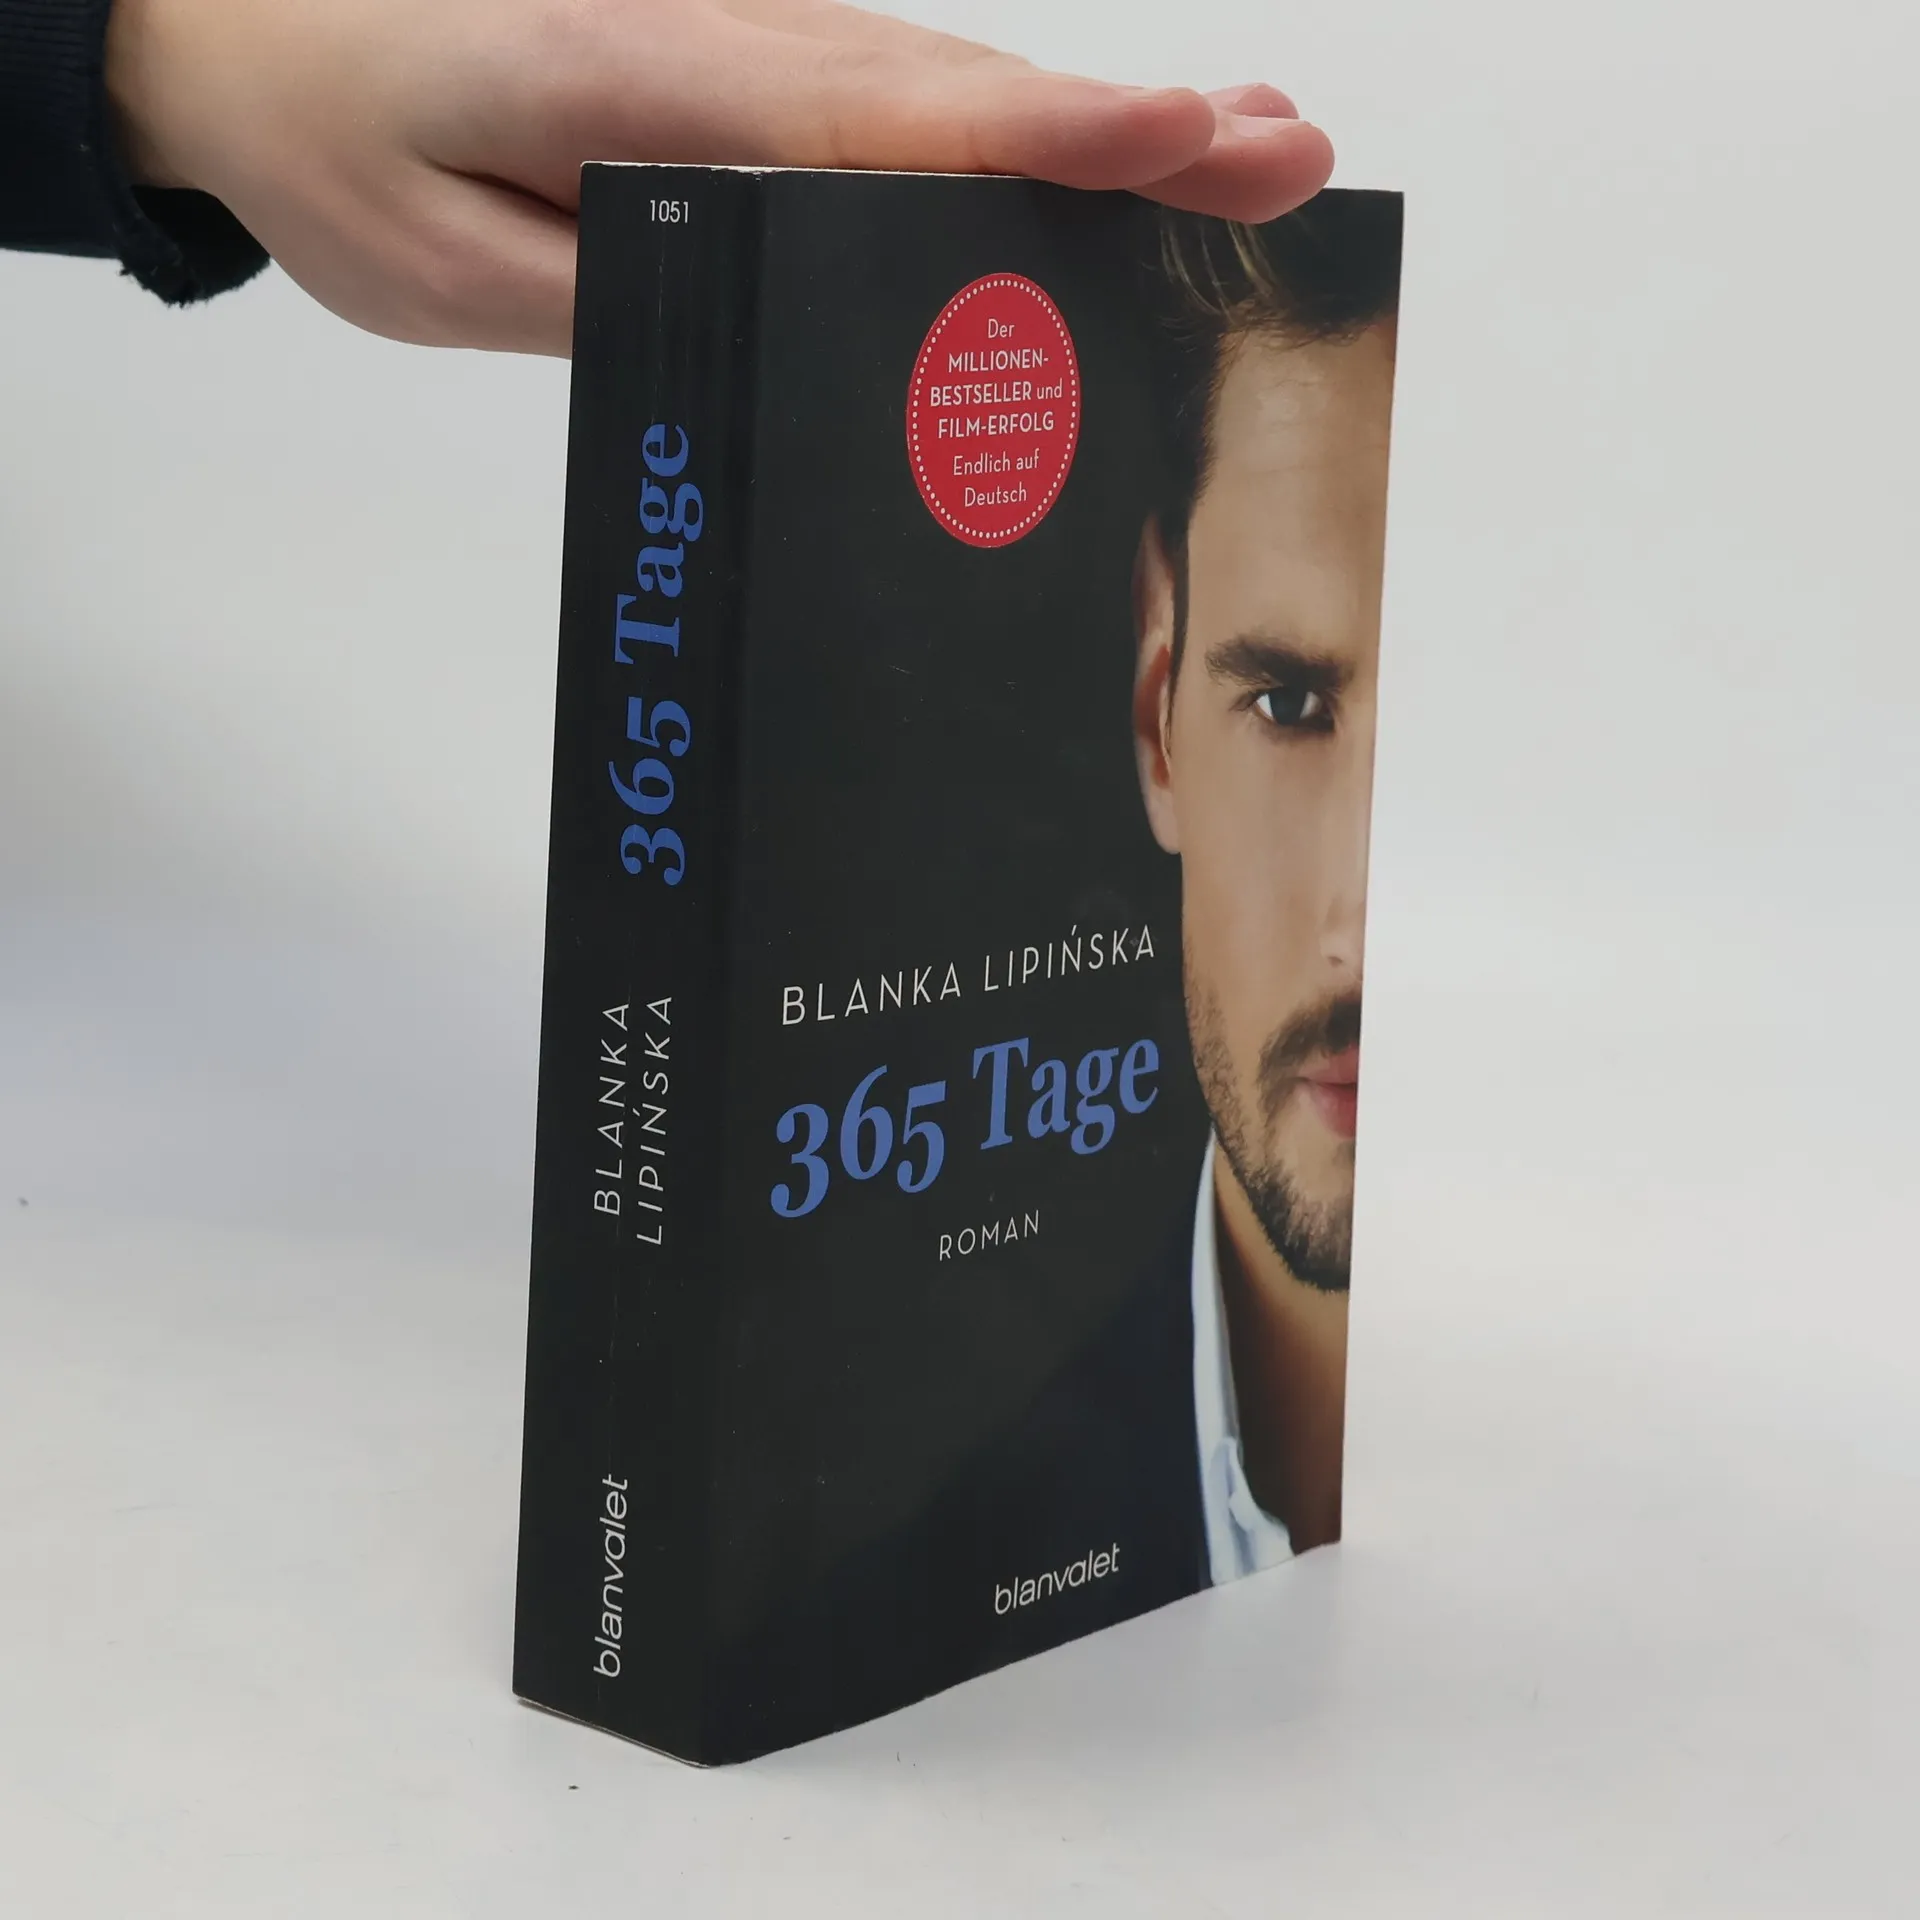 1051
365 Tage
BLANKA
LIPIŃSKA
blanvalet
Der
MILLIONEN-
BESTSELLER und
FILM-ERFOLG
Endlich auf
Deutsch
BLANKA LIPIŃSKA
365 Tage
ROMAN
blanvalet